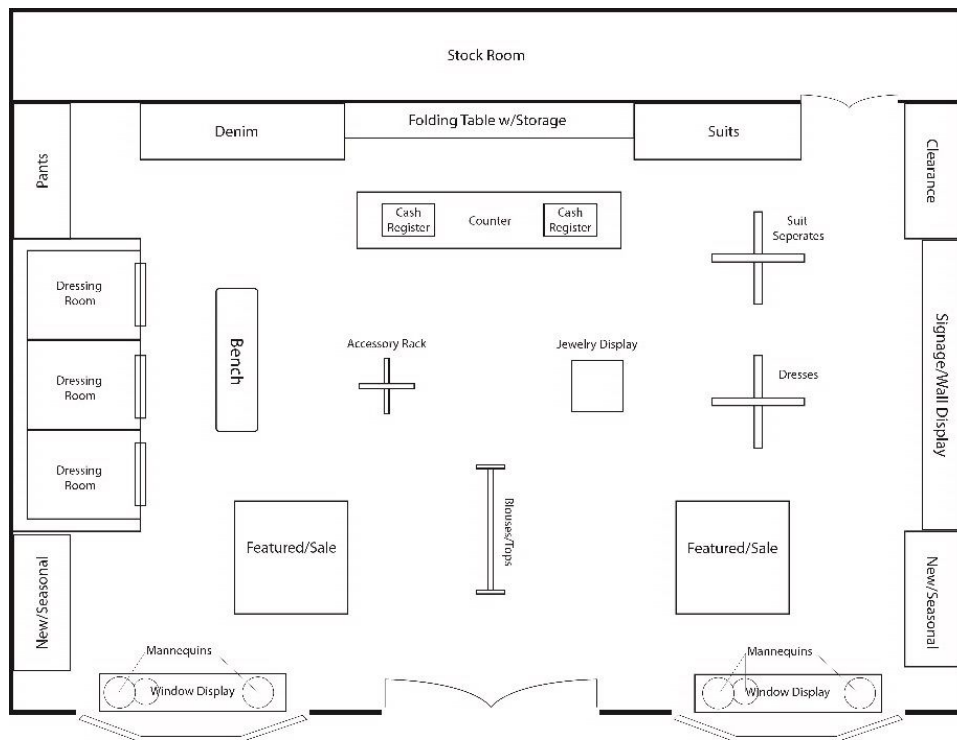 Stock Room
Denim
Folding Table w/Storage
Suits
Pants
Clearance
Cash
Register
Counter
Cash
Register
Suit
Seperates
Dressing
Room
Bench
Accessory Rack
Jewelry Display
Dressing
Room
Dresses
Signage/Wall Display
Dressing
Room
Blouses/Tops
Featured/Sale
Featured/Sale
New/Seasonal
New/Seasonal
Mannequins
Window Display
Mannequins
Window Display